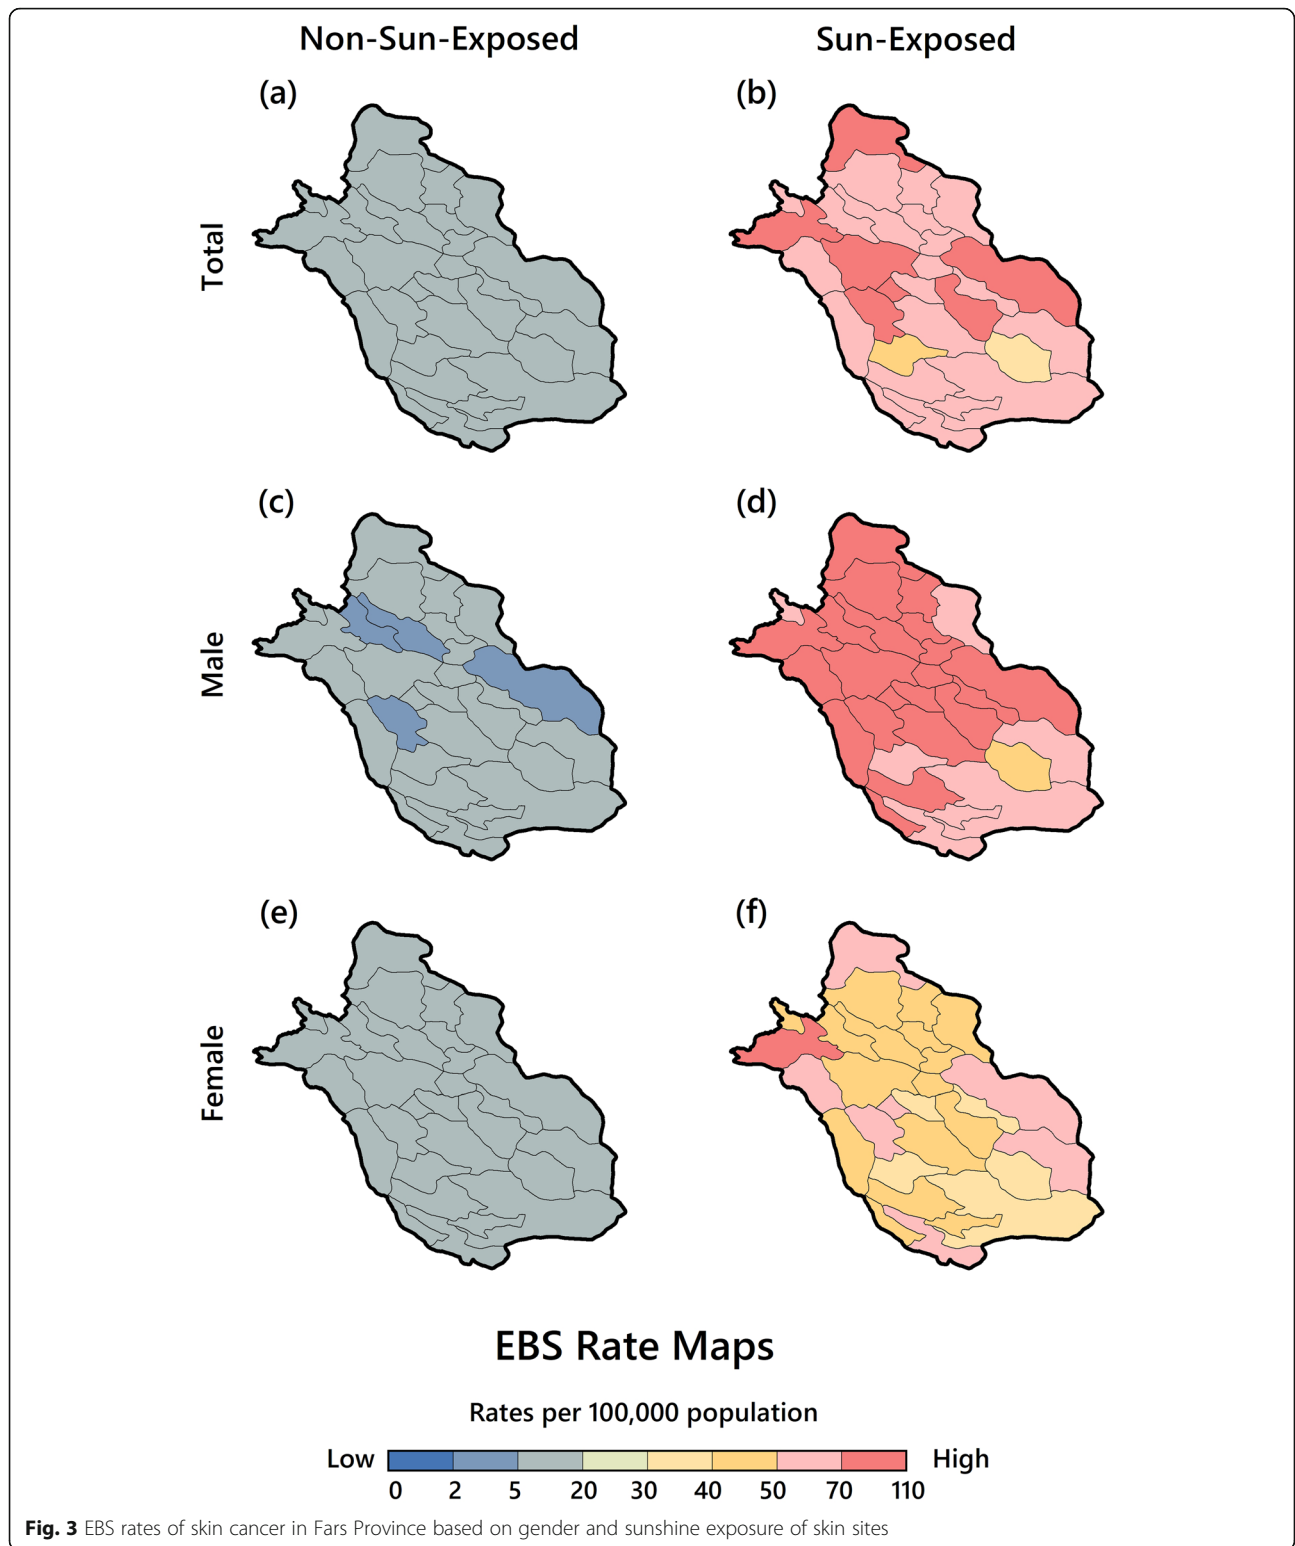 Non-Sun-Exposed
Sun-Exposed
(a)
(b)
Total
(c)
(d)
Male
(e)
(f)
Female
EBS Rate Maps
Rates per 100,000 population
Low
High
0 2 5 20 30 40 50 70 110
Fig. 3 EBS rates of skin cancer in Fars Province based on gender and sunshine exposure of skin sites